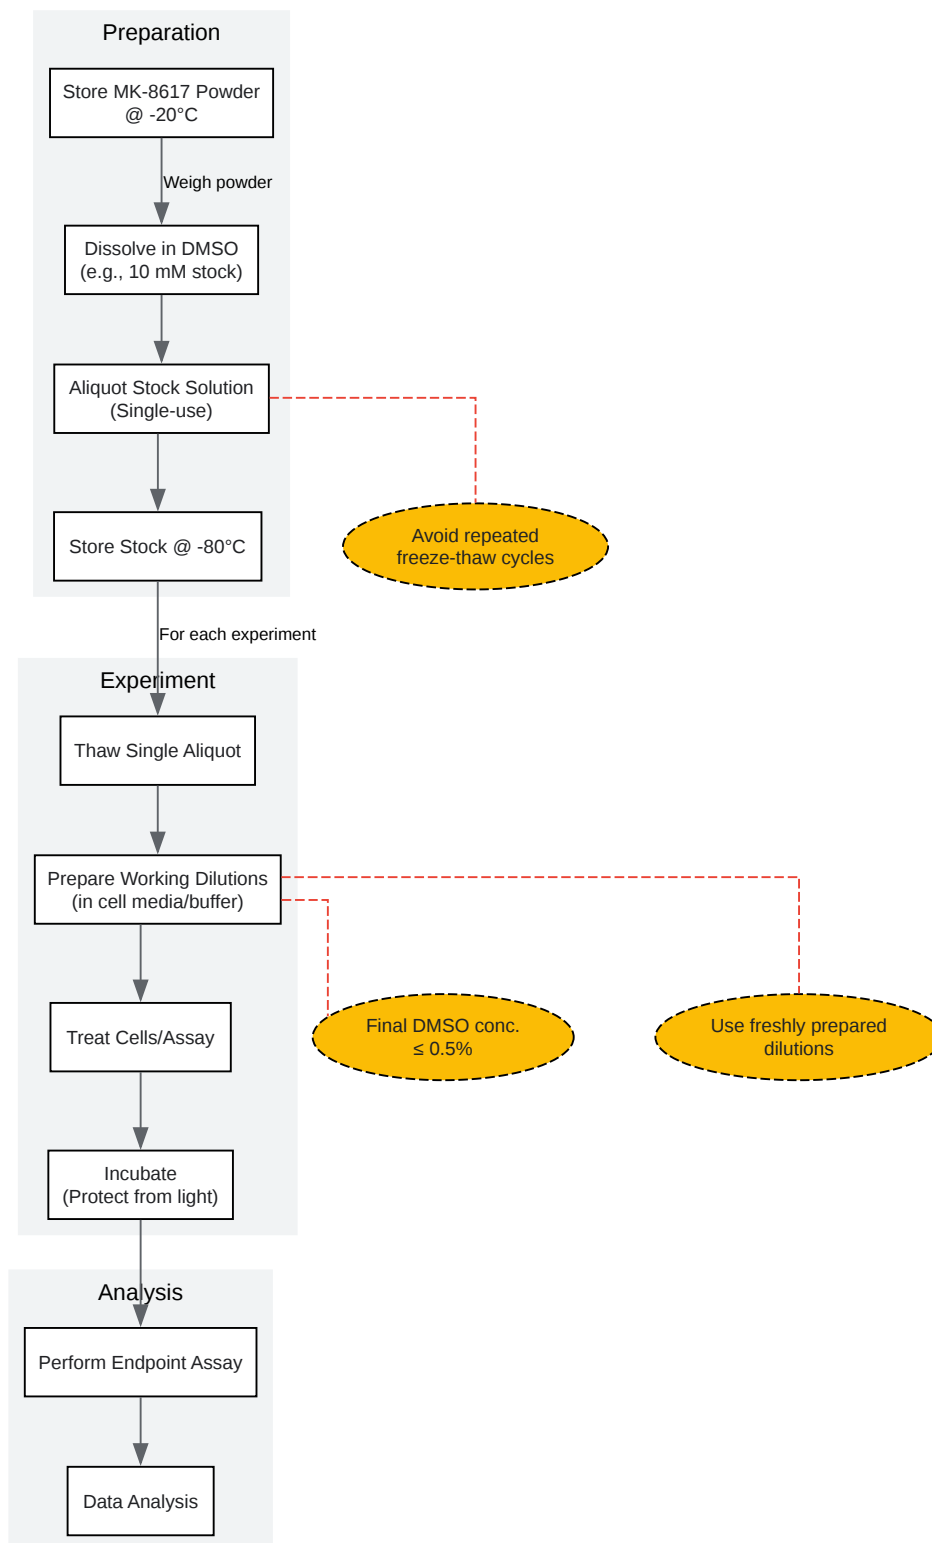 Preparation
Store MK-8617 Powder
@ -20°C
Weigh powder
Dissolve in DMSO
(e.g., 10 mM stock)
Aliquot Stock Solution
(Single-use)
Store Stock @ -80°C
Avoid repeated
freeze-thaw cycles
For each experiment
Experiment
Thaw Single Aliquot
Prepare Working Dilutions
(in cell media/buffer)
Treat Cells/Assay
Final DMSO conc.
≤ 0.5%
Use freshly prepared
dilutions
Incubate
(Protect from light)
Analysis
Perform Endpoint Assay
Data Analysis